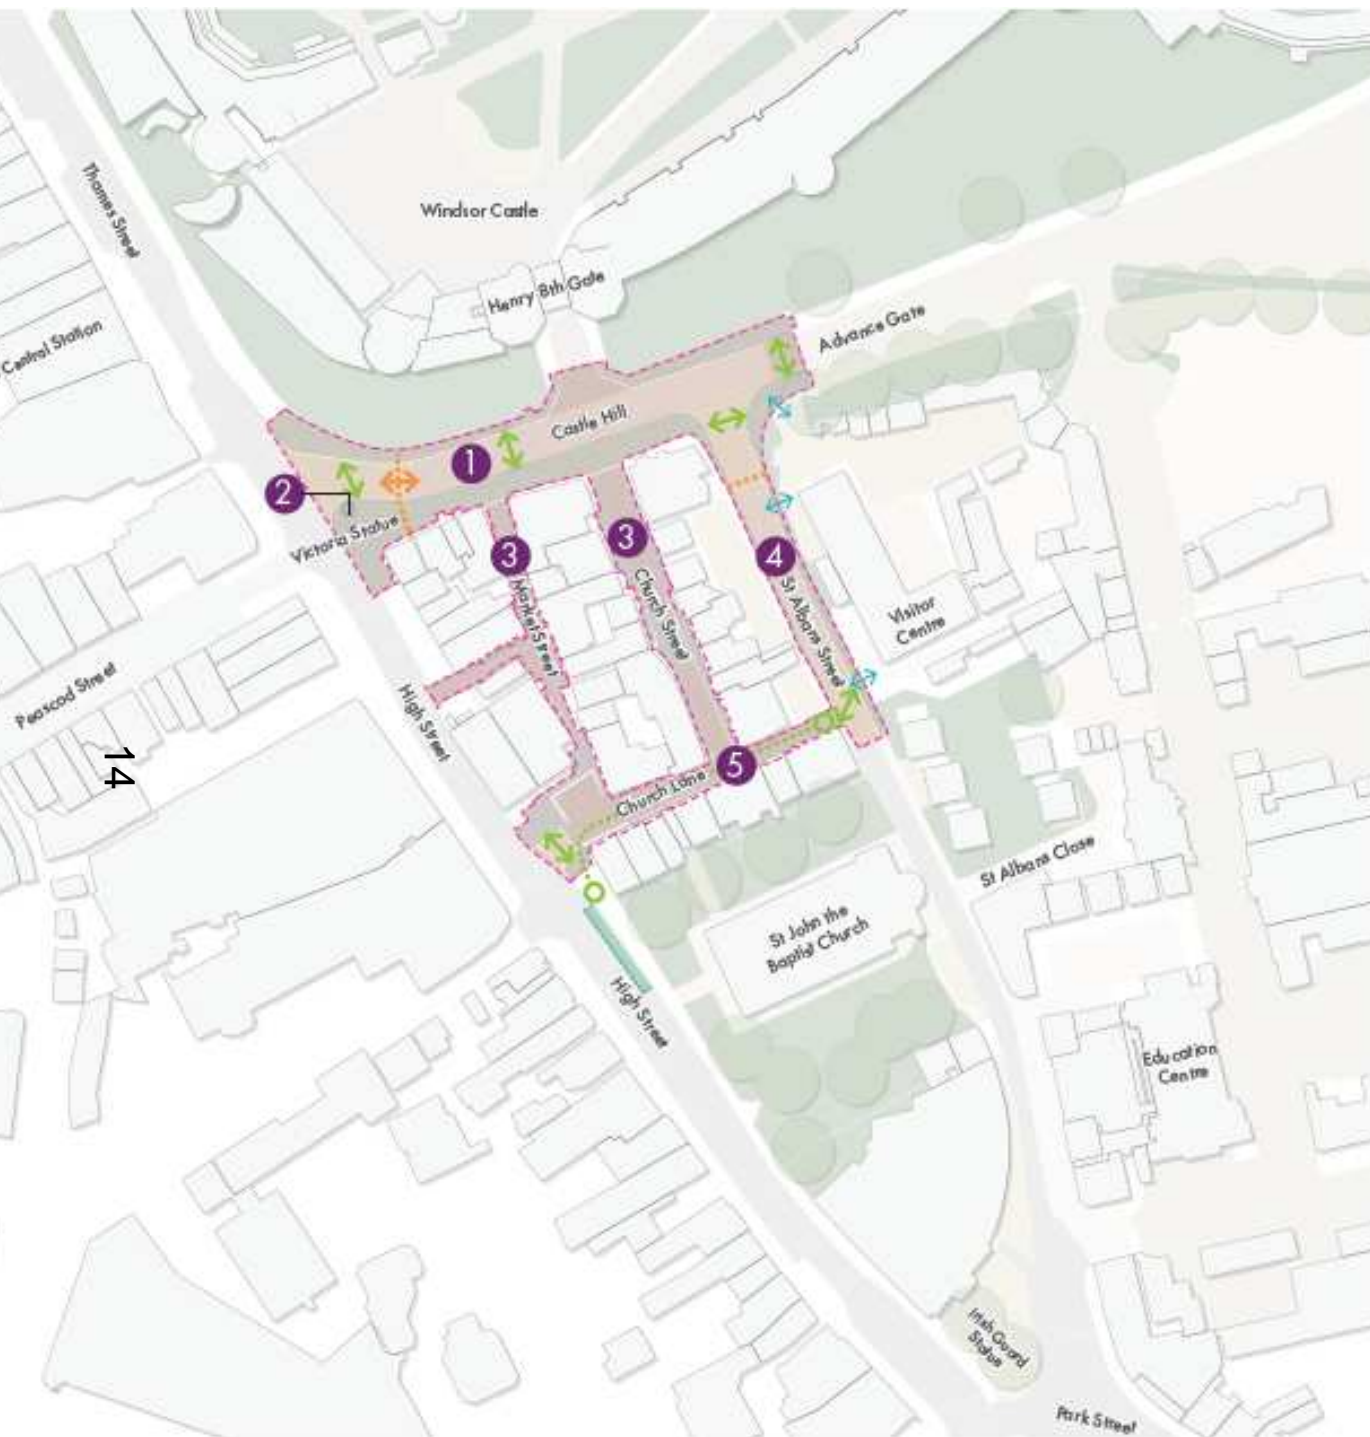 Thames Street
Windsor Castle
Henry 8th Gate
Central Station
Advance Gate
Castle Hill
1
2
Victoria Statue
3
3
4
Market Street
Church Street
St Albans Street
Visitor
Centre
Peascod Street
High Street
14
5
Church Lane
St Albans Close
St John the
Baptist Church
High Street
Education
Centre
Irish Guard
Statue
Park Street